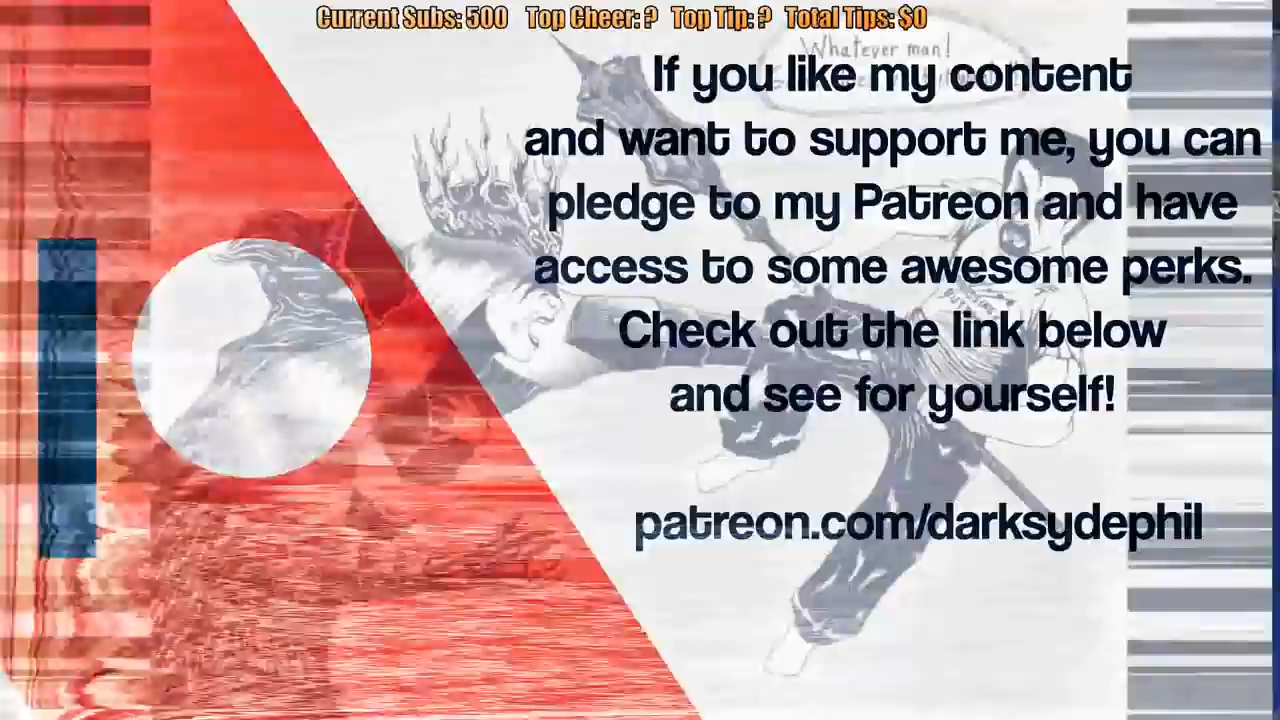 Current Subs: 500 Top Cheer: ? Top Tip: ? Total Tips: $0
Whatever man!
If you like my content
and want to support me, you can
pledge to my Patreon and have
access to some awesome perks.
Check out the link below
and see for yourself!
patreon.com/darksydephil